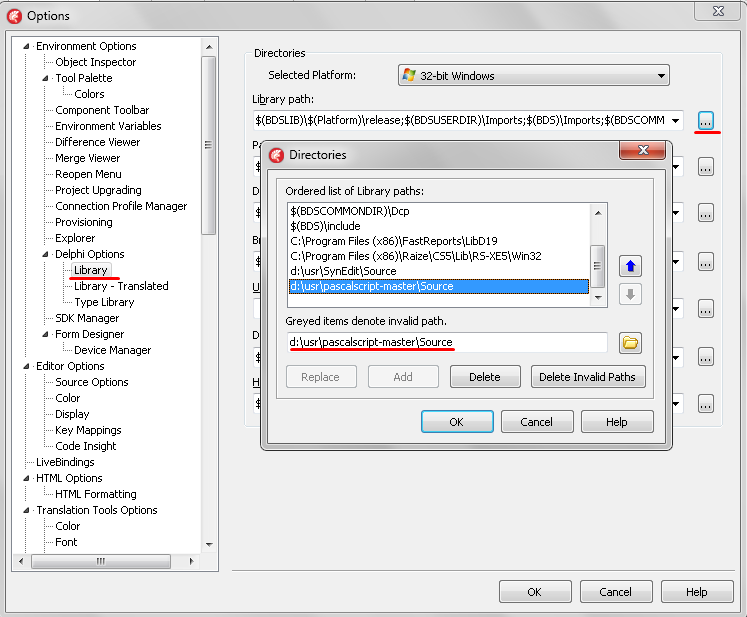 Options
Environment Options
Object Inspector
Tool Palette
Colors
Component Toolbar
Environment Variables
Difference Viewer
Merge Viewer
Reopen Menu
Project Upgrading
Connection Profile Manager
Provisioning
Explorer
Delphi Options
Library
Library - Translated
Type Library
SDK Manager
Form Designer
Device Manager
Editor Options
Source Options
Color
Display
Key Mappings
Code Insight
LiveBindings
HTML Options
HTML Formatting
Translation Tools Options
Color
Font
Directories
Selected Platform: 32-bit Windows
Library path:
$(BDSLIB)\$(Platform)\release;$(BDSUSERDIR)\Imports;$(BDS)\Imports;$(BDSCOMM ...
Directories
Ordered list of Library paths:
$(BDSCOMMONDIR)\Dcp
$(BDS)\include
C:\Program Files (x86)\FastReports\LibD19
C:\Program Files (x86)\Raize\CS5\Lib\RS-XE5\Win32
d:\usr\SynEdit\Source
d:\usr\pascalscript-master\Source
Greyed items denote invalid path.
d:\usr\pascalscript-master\Source
Replace Add Delete Delete Invalid Paths
OK Cancel Help
OK Cancel Help